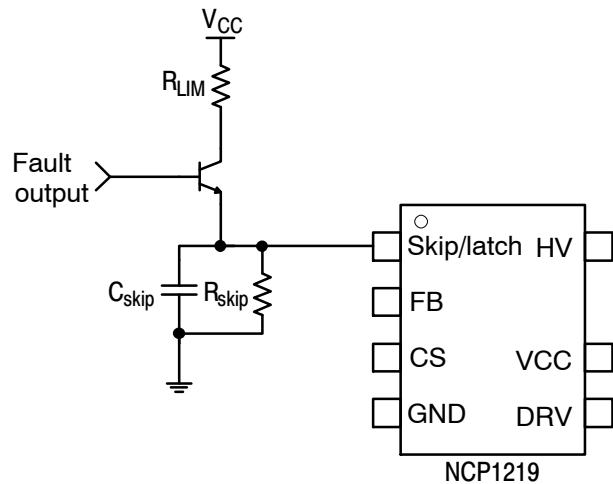 VCC
RLIM
Fault
output
Cskip
Rskip
Skip/latch HV
FB
CS VCC
GND DRV
NCP1219